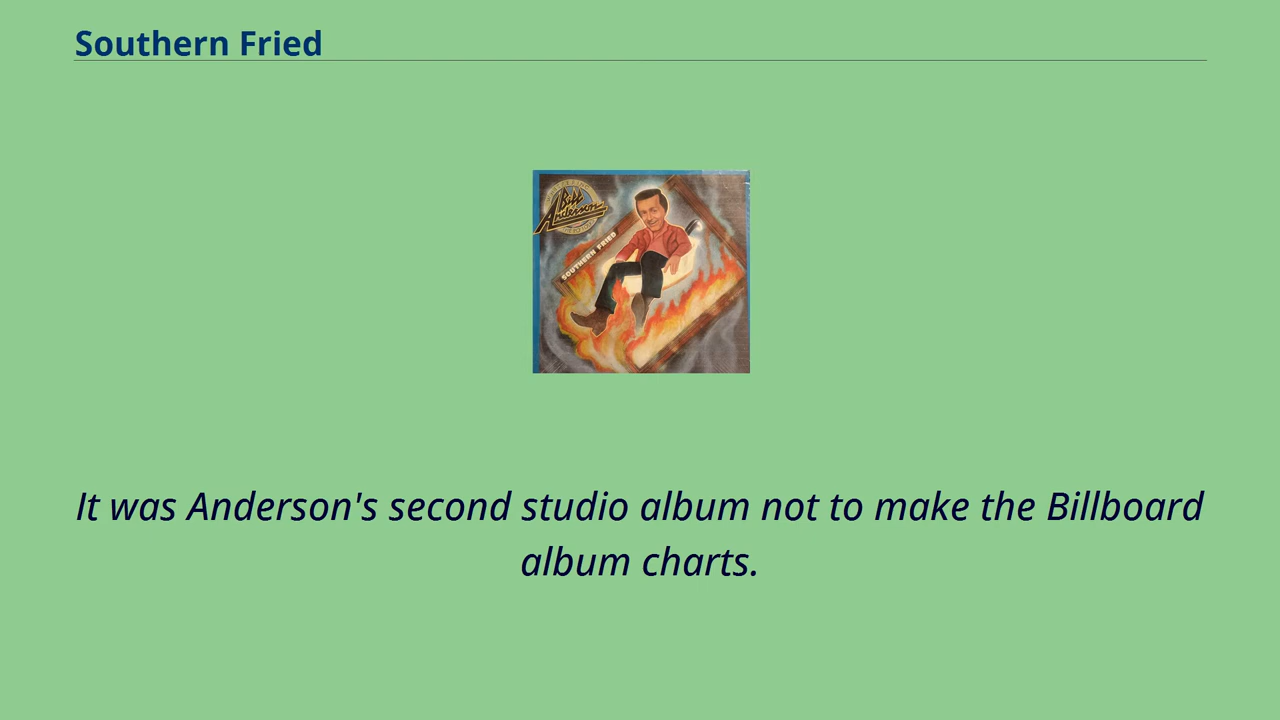 Southern Fried
Bill
Anderson
SOUTHERN FRIED
It was Anderson's second studio album not to make the Billboard
album charts.